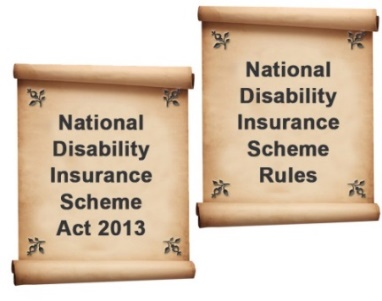 National
Disability
Insurance
Scheme
Act 2013
National
Disability
Insurance
Scheme
Rules